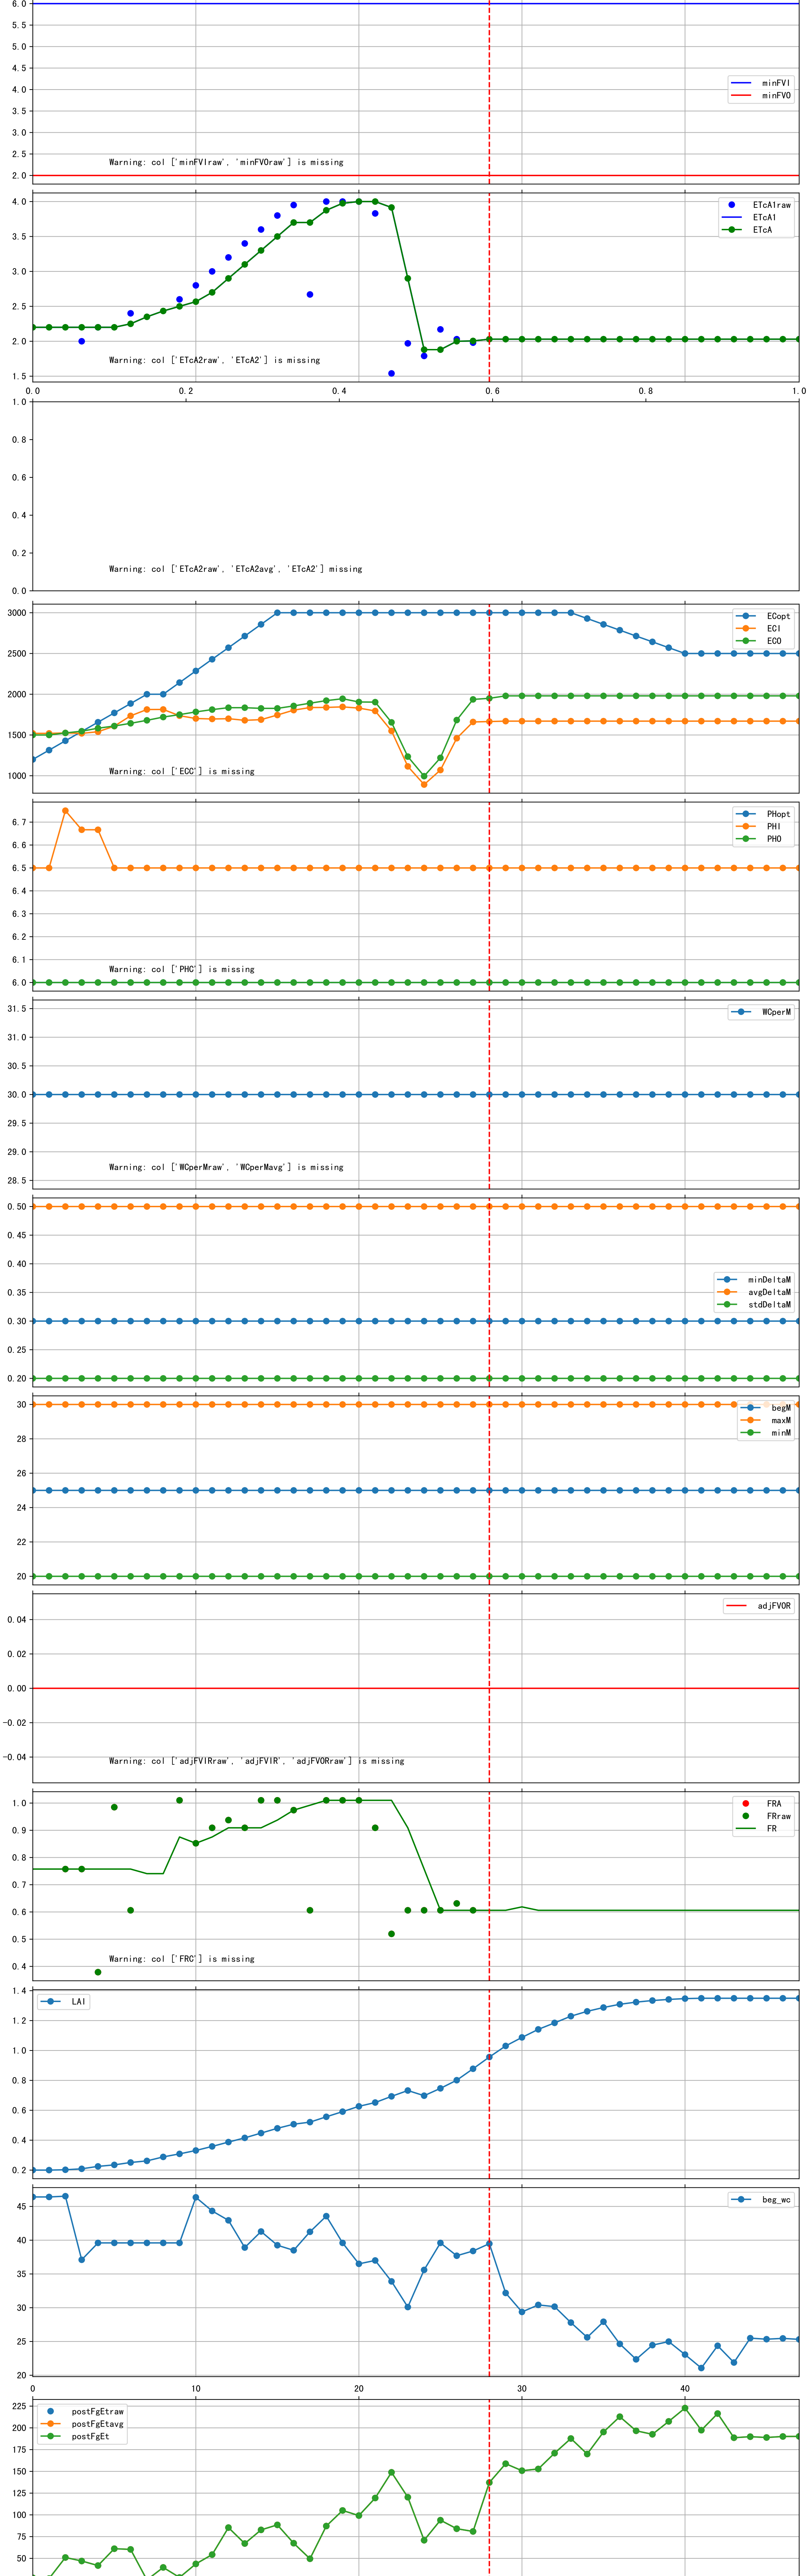 6.0
5.5
5.0
4.5
4.0
3.5
3.0
2.5
2.0
minFVI
minFVO
Warning: col ['minFVIraw', 'minFVOraw'] is missing
4.0
3.5
3.0
2.5
2.0
1.5
ETcA1raw
ETcA1
ETcA
Warning: col ['ETcA2raw', 'ETcA2'] is missing
0.0 0.2 0.4 0.6 0.8 1.0
1.0
0.8
0.6
0.4
0.2
0.0
Warning: col ['ETcA2raw', 'ETcA2avg', 'ETcA2'] missing
3000
2500
2000
1500
1000
ECopt
ECI
ECO
Warning: col ['ECC'] is missing
6.7
6.6
6.5
6.4
6.3
6.2
6.1
6.0
PHopt
PHI
PHO
Warning: col ['PHC'] is missing
31.5
31.0
30.5
30.0
29.5
29.0
28.5
WCperM
Warning: col ['WCperMraw', 'WCperMavg'] is missing
0.50
0.45
0.40
0.35
0.30
0.25
0.20
minDeltaM
avgDeltaM
stdDeltaM
30
28
26
24
22
20
begM
maxM
minM
0.04
0.02
0.00
-0.02
-0.04
adjFVOR
Warning: col ['adjFVIRraw', 'adjFVIR', 'adjFVORraw'] is missing
1.0
0.9
0.8
0.7
0.6
0.5
0.4
FRA
FRraw
FR
Warning: col ['FRC'] is missing
1.4
1.2
1.0
0.8
0.6
0.4
0.2
LAI
45
40
35
30
25
20
beg_wc
0 10 20 30 40
225
200
175
150
125
100
75
50
postFgEtraw
postFgEtavg
postFgEt